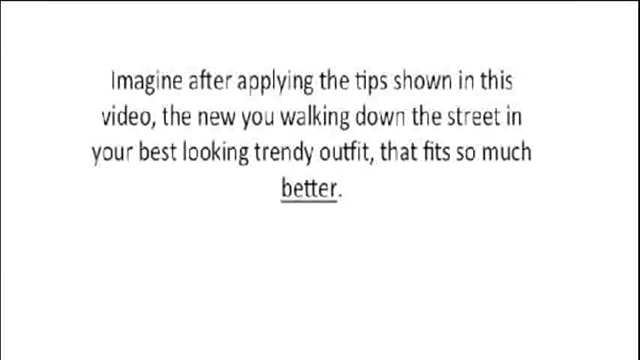 Imagine after applying the tips shown in this
video, the new you walking down the street in
your best looking trendy outfit, that fits so much
better.